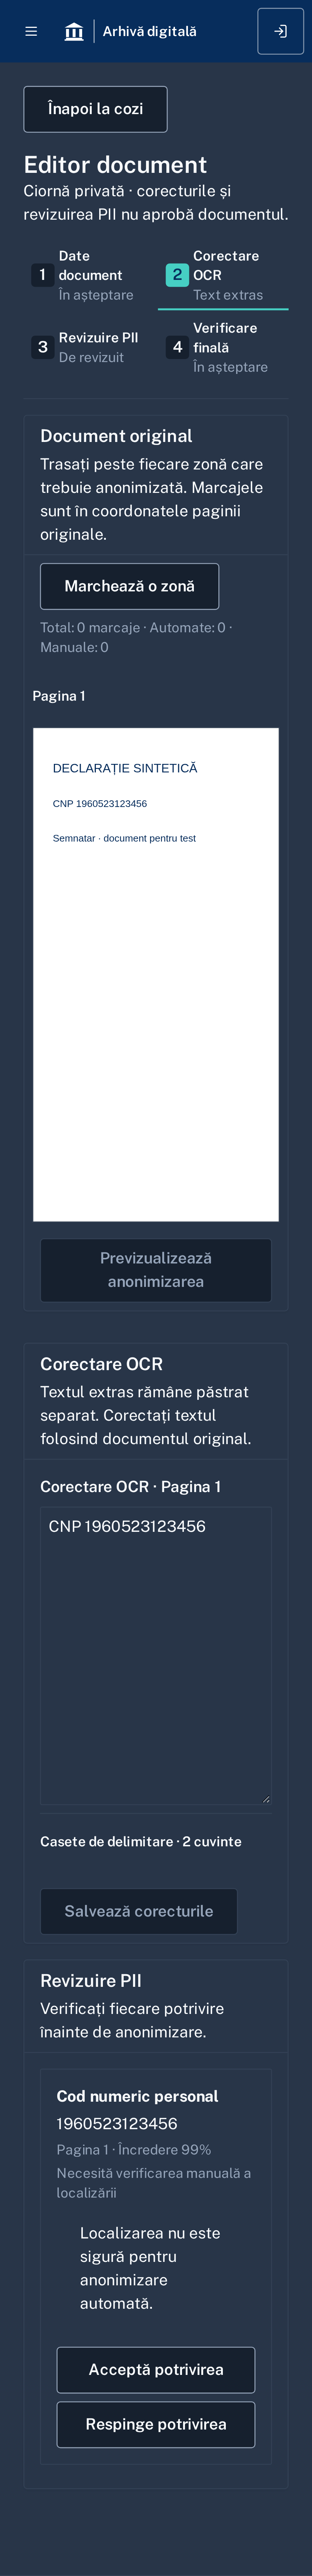 Arhivă digitală
Înapoi la cozi
Editor document
Ciornă privată · corecturile și
revizuirea PII nu aprobă documentul.
1
Date
document
În așteptare
2
Corectare
OCR
Text extras
3
Revizuire PII
De revizuit
4
Verificare
finală
În așteptare
Document original
Trasați peste fiecare zonă care
trebuie anonimizată. Marcajele
sunt în coordonatele paginii
originale.
Marchează o zonă
Total: 0 marcaje · Automate: 0 ·
Manuale: 0
Pagina 1
DECLARAȚIE SINTETICĂ
CNP 1960523123456
Semnatar · document pentru test
Previzualizează
anonimizarea
Corectare OCR
Textul extras rămâne păstrat
separat. Corectați textul
folosind documentul original.
Corectare OCR · Pagina 1
CNP 1960523123456
Casete de delimitare · 2 cuvinte
Salvează corecturile
Revizuire PII
Verificați fiecare potrivire
înainte de anonimizare.
Cod numeric personal
1960523123456
Pagina 1 · Încredere 99%
Necesită verificarea manuală a
localizării
Localizarea nu este
sigură pentru
anonimizare
automată.
Acceptă potrivirea
Respinge potrivirea